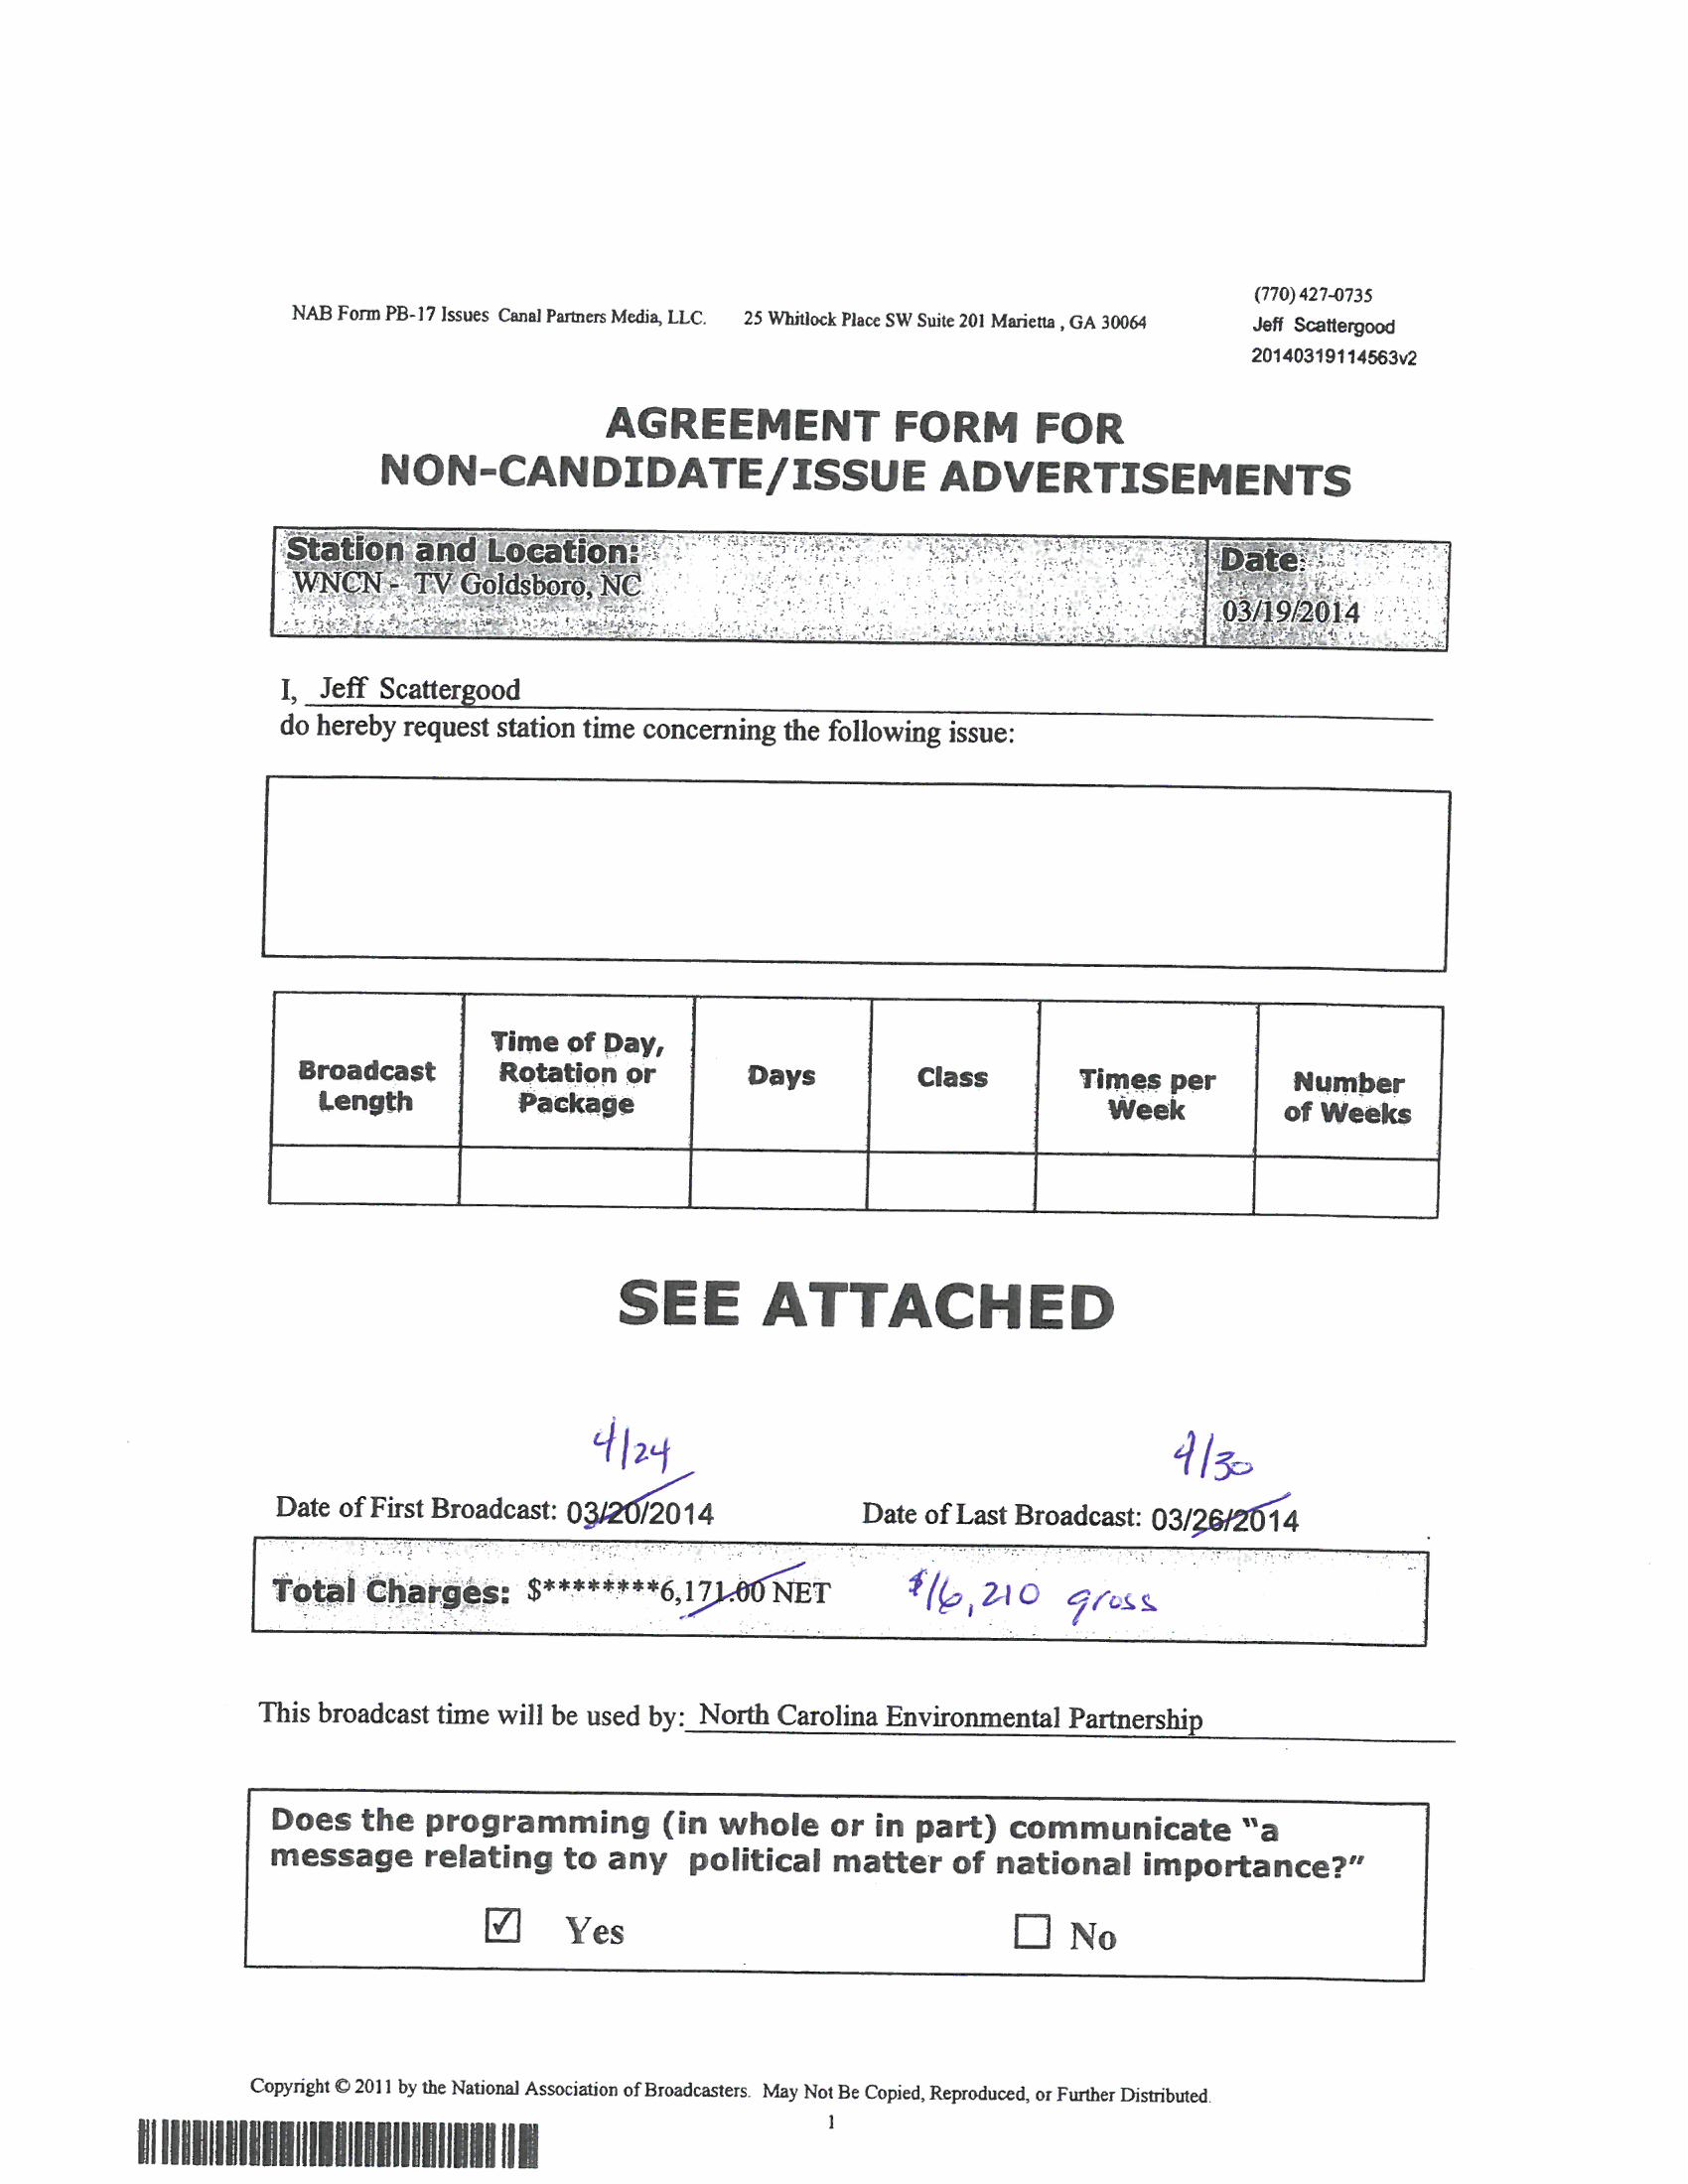 (770) 427-0735
NAB Form PB-17 Issues Canal Partners Media, LLC. 25 Whitlock Place SW Suite 201 Marietta , GA 30064
Jeff Scattergood
20140319114563v2
AGREEMENT FORM FOR
NON-CANDIDATE/ISSUE ADVERTISEMENTS
Station and Location:
WNCN - TV Goldsboro, NC
Date:
03/19/2014
I, Jeff Scattergood
do hereby request station time concerning the following issue:
Broadcast Length
Time of Day, Rotation or Package
Days
Class
Times per Week
Number of Weeks
SEE ATTACHED
4/24 4/30
Date of First Broadcast: 03/20/2014 Date of Last Broadcast: 03/26/2014
Total Charges: $********6,171.00 NET $16,210 gross
This broadcast time will be used by: North Carolina Environmental Partnership
Does the programming (in whole or in part) communicate “a
message relating to any political matter of national importance?”
☑ Yes ☐ No
Copyright © 2011 by the National Association of Broadcasters. May Not Be Copied, Reproduced, or Further Distributed.
1